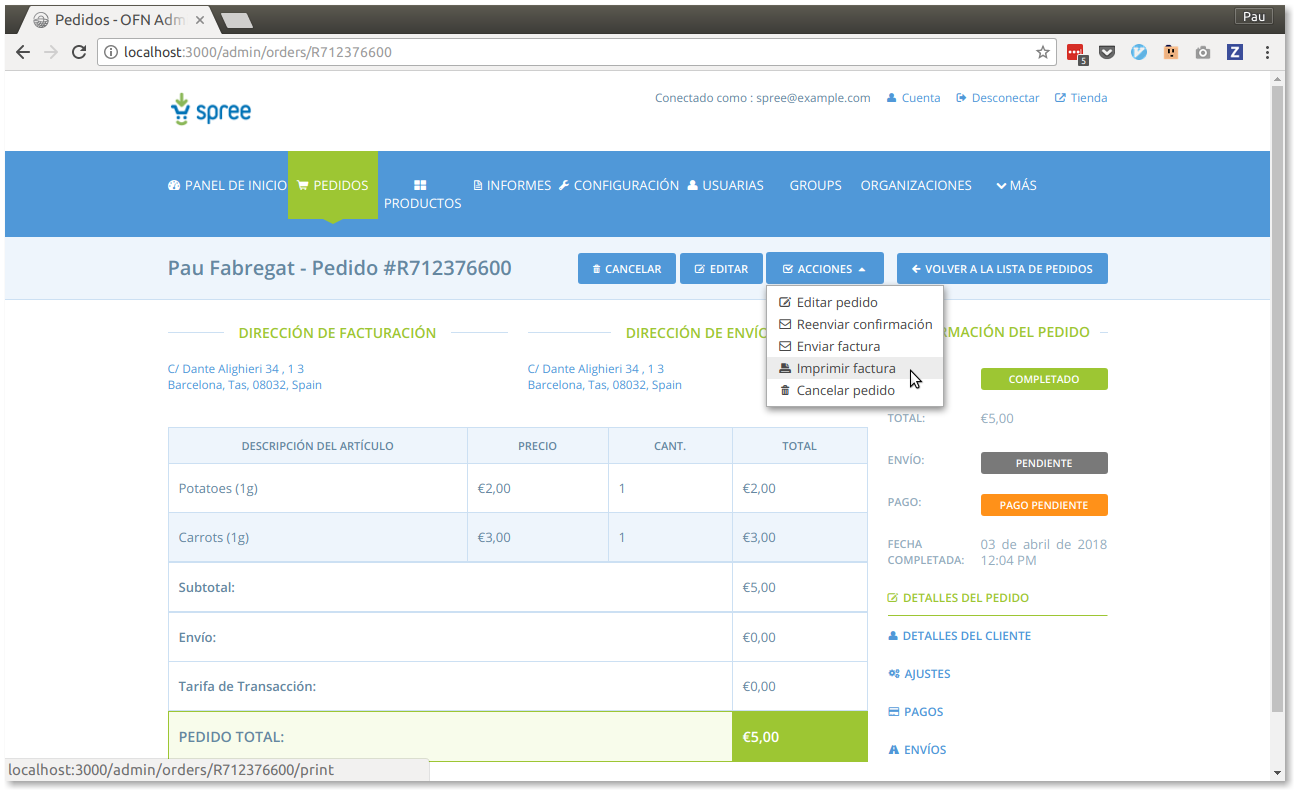 Pedidos - OFN Adm
Pau
localhost:3000/admin/orders/R712376600
5
Z
spree
Conectado como : spree@example.com Cuenta Desconectar Tienda
PANEL DE INICIO PEDIDOS PRODUCTOS INFORMES CONFIGURACIÓN USUARIAS GROUPS ORGANIZACIONES MÁS
Pau Fabregat - Pedido #R712376600
CANCELAR EDITAR ACCIONES VOLVER A LA LISTA DE PEDIDOS
Editar pedido
Reenviar confirmación
Enviar factura
Imprimir factura
Cancelar pedido
DIRECCIÓN DE FACTURACIÓN
C/ Dante Alighieri 34 , 1 3
Barcelona, Tas, 08032, Spain
DIRECCIÓN DE ENVÍO
C/ Dante Alighieri 34 , 1 3
Barcelona, Tas, 08032, Spain
RMACIÓN DEL PEDIDO
COMPLETADO
TOTAL: €5,00
ENVÍO: PENDIENTE
PAGO: PAGO PENDIENTE
FECHA COMPLETADA: 03 de abril de 2018
12:04 PM
DESCRIPCIÓN DEL ARTÍCULO PRECIO CANT. TOTAL
Potatoes (1g) €2,00 1 €2,00
Carrots (1g) €3,00 1 €3,00
Subtotal: €5,00
Envío: €0,00
Tarifa de Transacción: €0,00
PEDIDO TOTAL: €5,00
DETALLES DEL PEDIDO
DETALLES DEL CLIENTE
AJUSTES
PAGOS
ENVÍOS
localhost:3000/admin/orders/R712376600/print